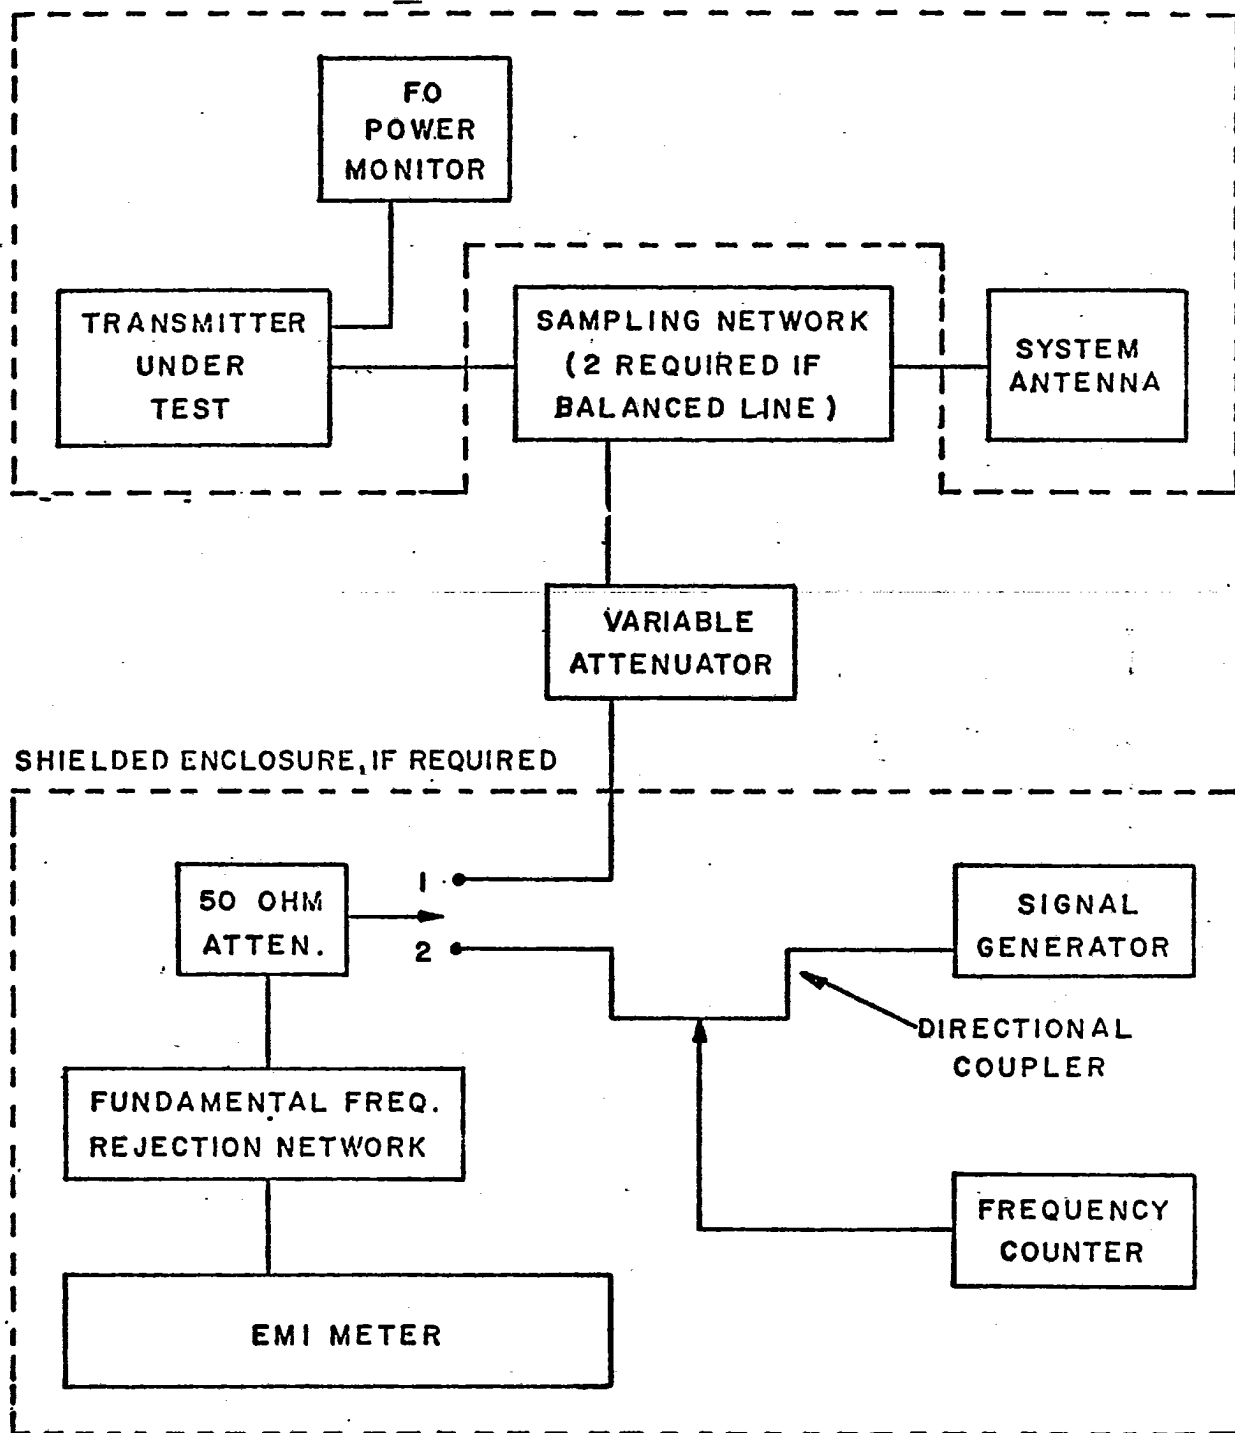 FO
POWER
MONITOR
TRANSMITTER
UNDER
TEST
SAMPLING NETWORK
(2 REQUIRED IF
BALANCED LINE)
SYSTEM
ANTENNA
VARIABLE
ATTENUATOR
SHIELDED ENCLOSURE, IF REQUIRED
50 OHM
ATTEN.
1
2
SIGNAL
GENERATOR
DIRECTIONAL
COUPLER
FUNDAMENTAL FREQ.
REJECTION NETWORK
FREQUENCY
COUNTER
EMI METER